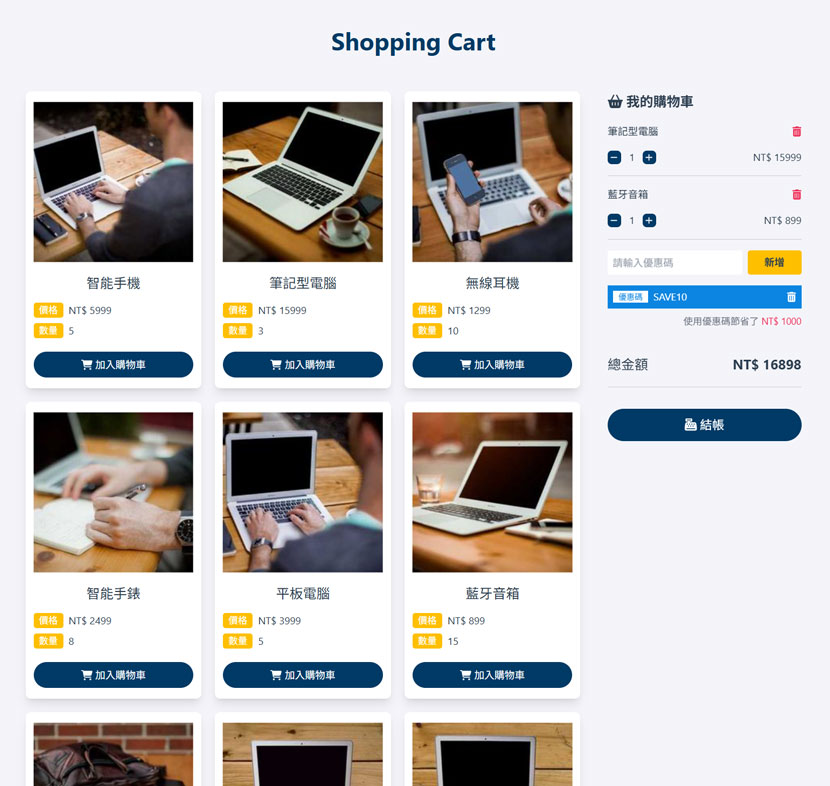 Shopping Cart
智能手機
價格 NT$ 5999
數量 5
加入購物車
筆記型電腦
價格 NT$ 15999
數量 3
加入購物車
無線耳機
價格 NT$ 1299
數量 10
加入購物車
智能手錶
價格 NT$ 2499
數量 8
加入購物車
平板電腦
價格 NT$ 3999
數量 5
加入購物車
藍牙音箱
價格 NT$ 899
數量 15
加入購物車
我的購物車
筆記型電腦
1 NT$ 15999
藍牙音箱
1 NT$ 899
請輸入優惠碼 新增
優惠碼 SAVE10
使用優惠碼節省了 NT$ 1000
總金額 NT$ 16898
結帳